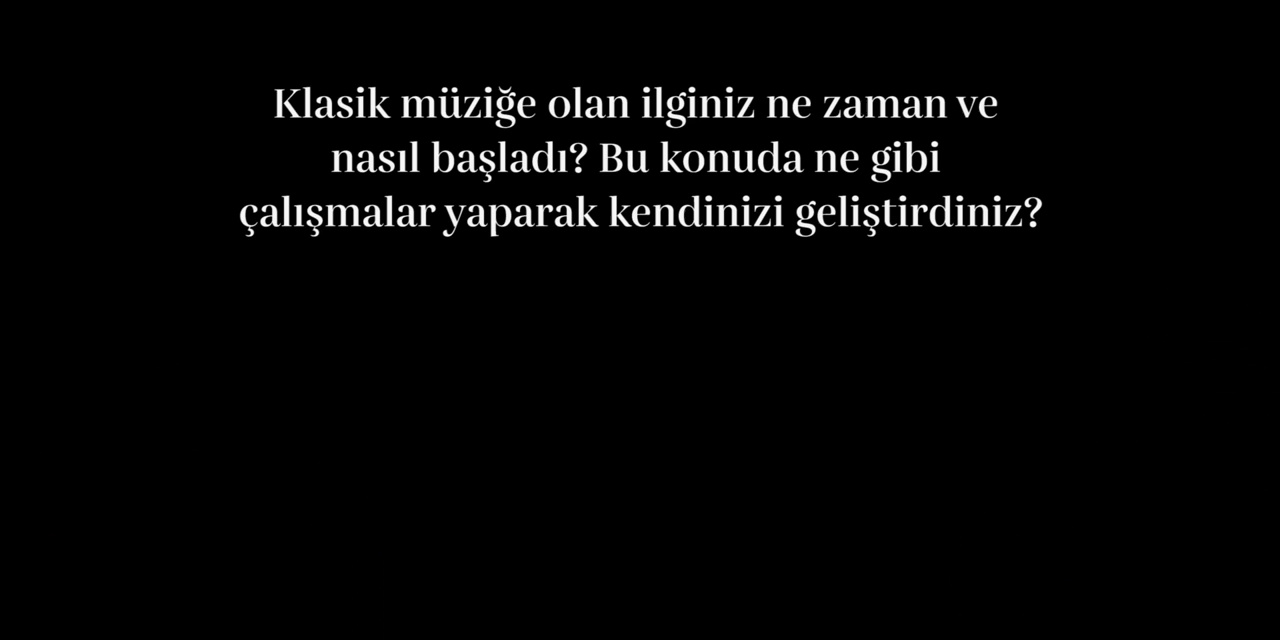 Klasik müziğe olan ilginiz ne zaman ve
nasıl başladı? Bu konuda ne gibi
çalışmalar yaparak kendinizi geliştirdiniz?